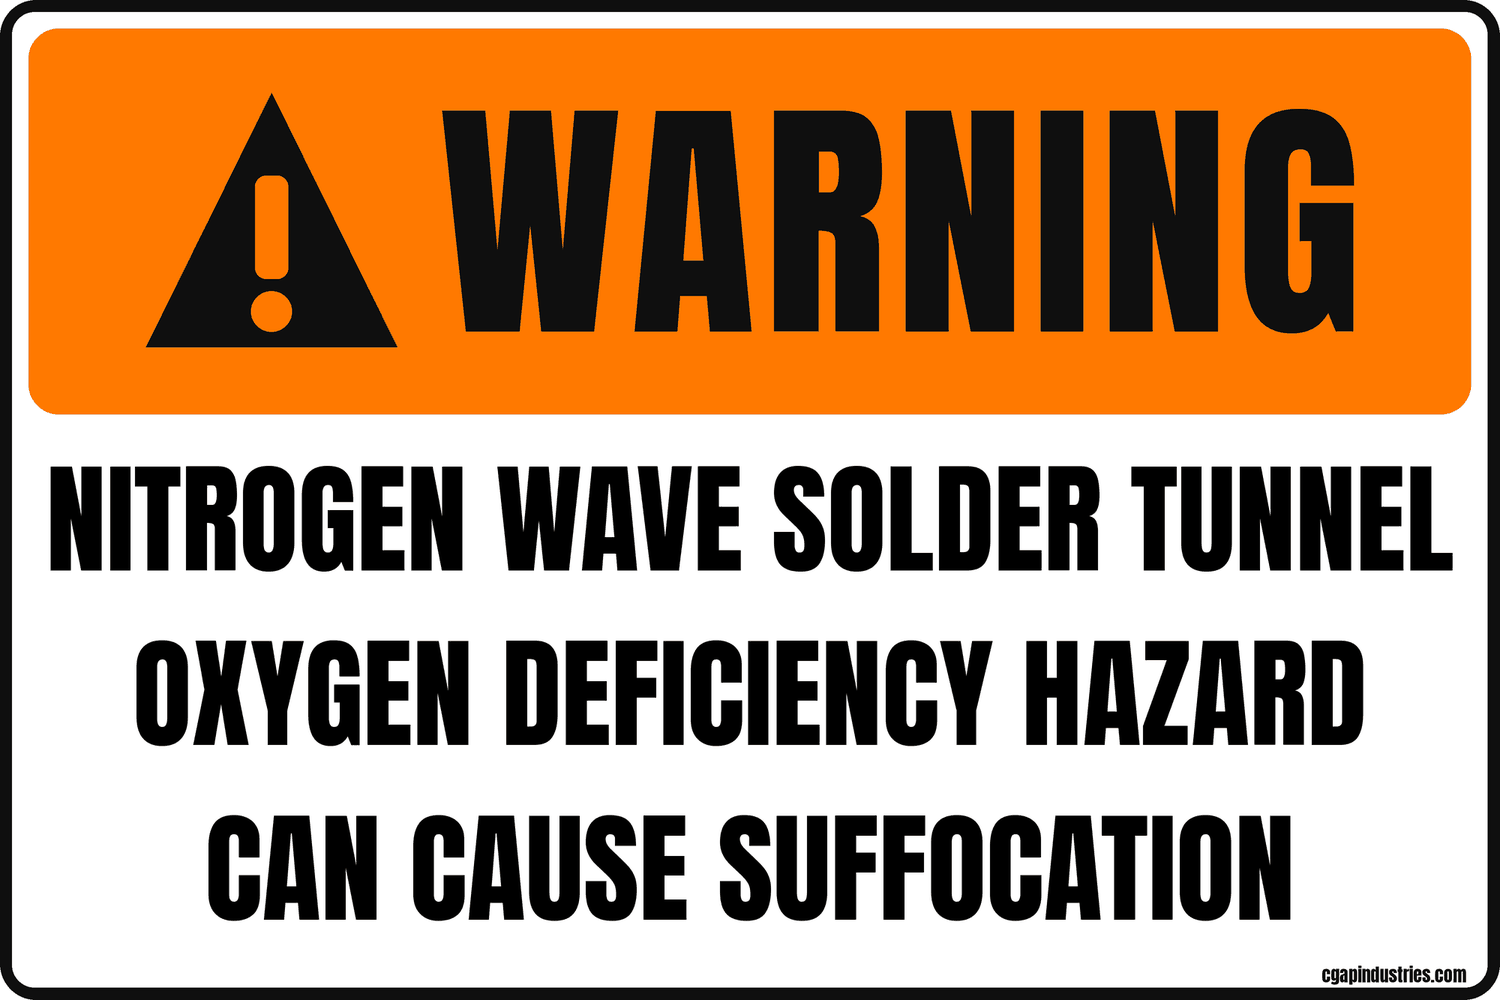 WARNING
NITROGEN WAVE SOLDER TUNNEL
OXYGEN DEFICIENCY HAZARD
CAN CAUSE SUFFOCATION
cgapindustries.com